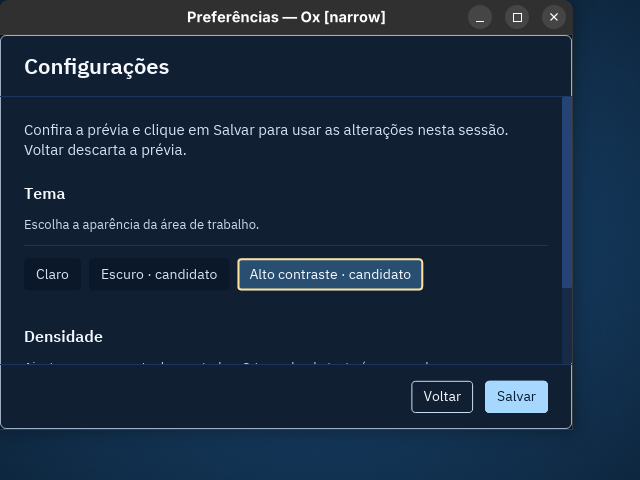 Preferências — Ox [narrow]
Configurações
Confira a prévia e clique em Salvar para usar as alterações nesta sessão.
Voltar descarta a prévia.
Tema
Escolha a aparência da área de trabalho.
Claro
Escuro · candidato
Alto contraste · candidato
Densidade
Voltar
Salvar